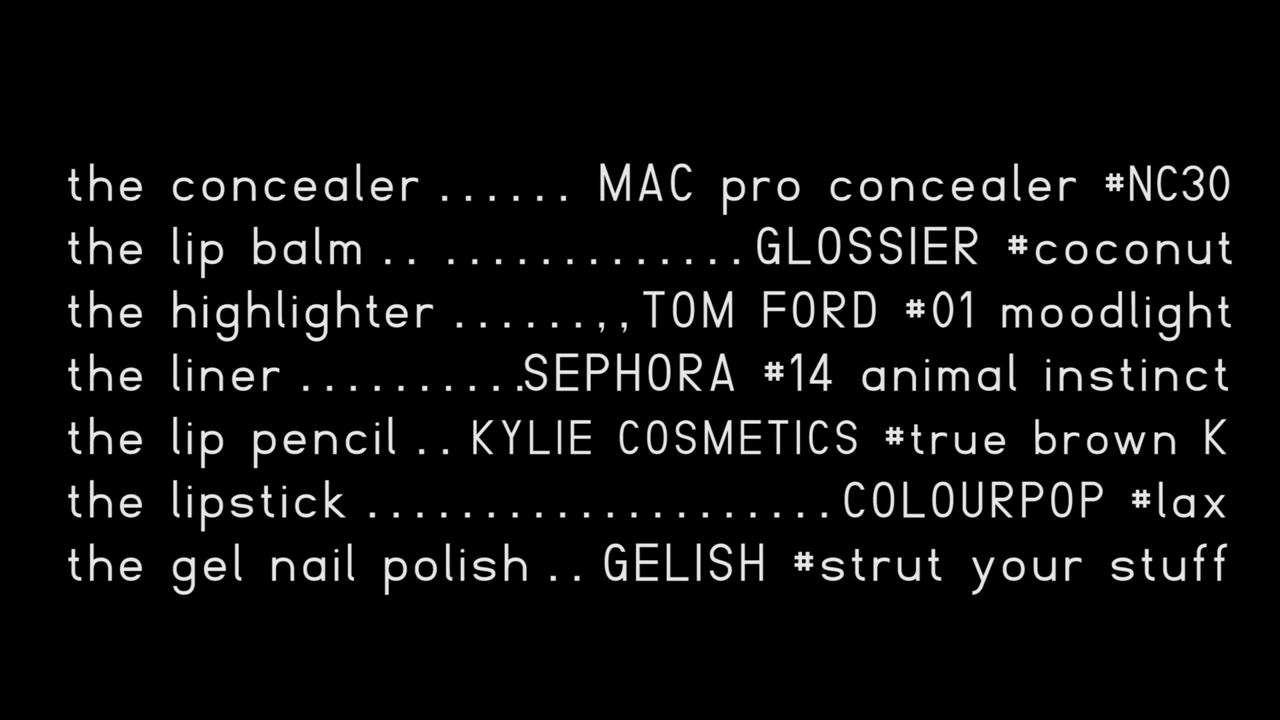 the concealer ...... MAC pro concealer #NC30
the lip balm .. .............GLOSSIER #coconut
the highlighter ......,,TOM FORD #01 moodlight
the liner ..........SEPHORA #14 animal instinct
the lip pencil .. KYLIE COSMETICS #true brown K
the lipstick ....................COLOURPOP #lax
the gel nail polish .. GELISH #strut your stuff